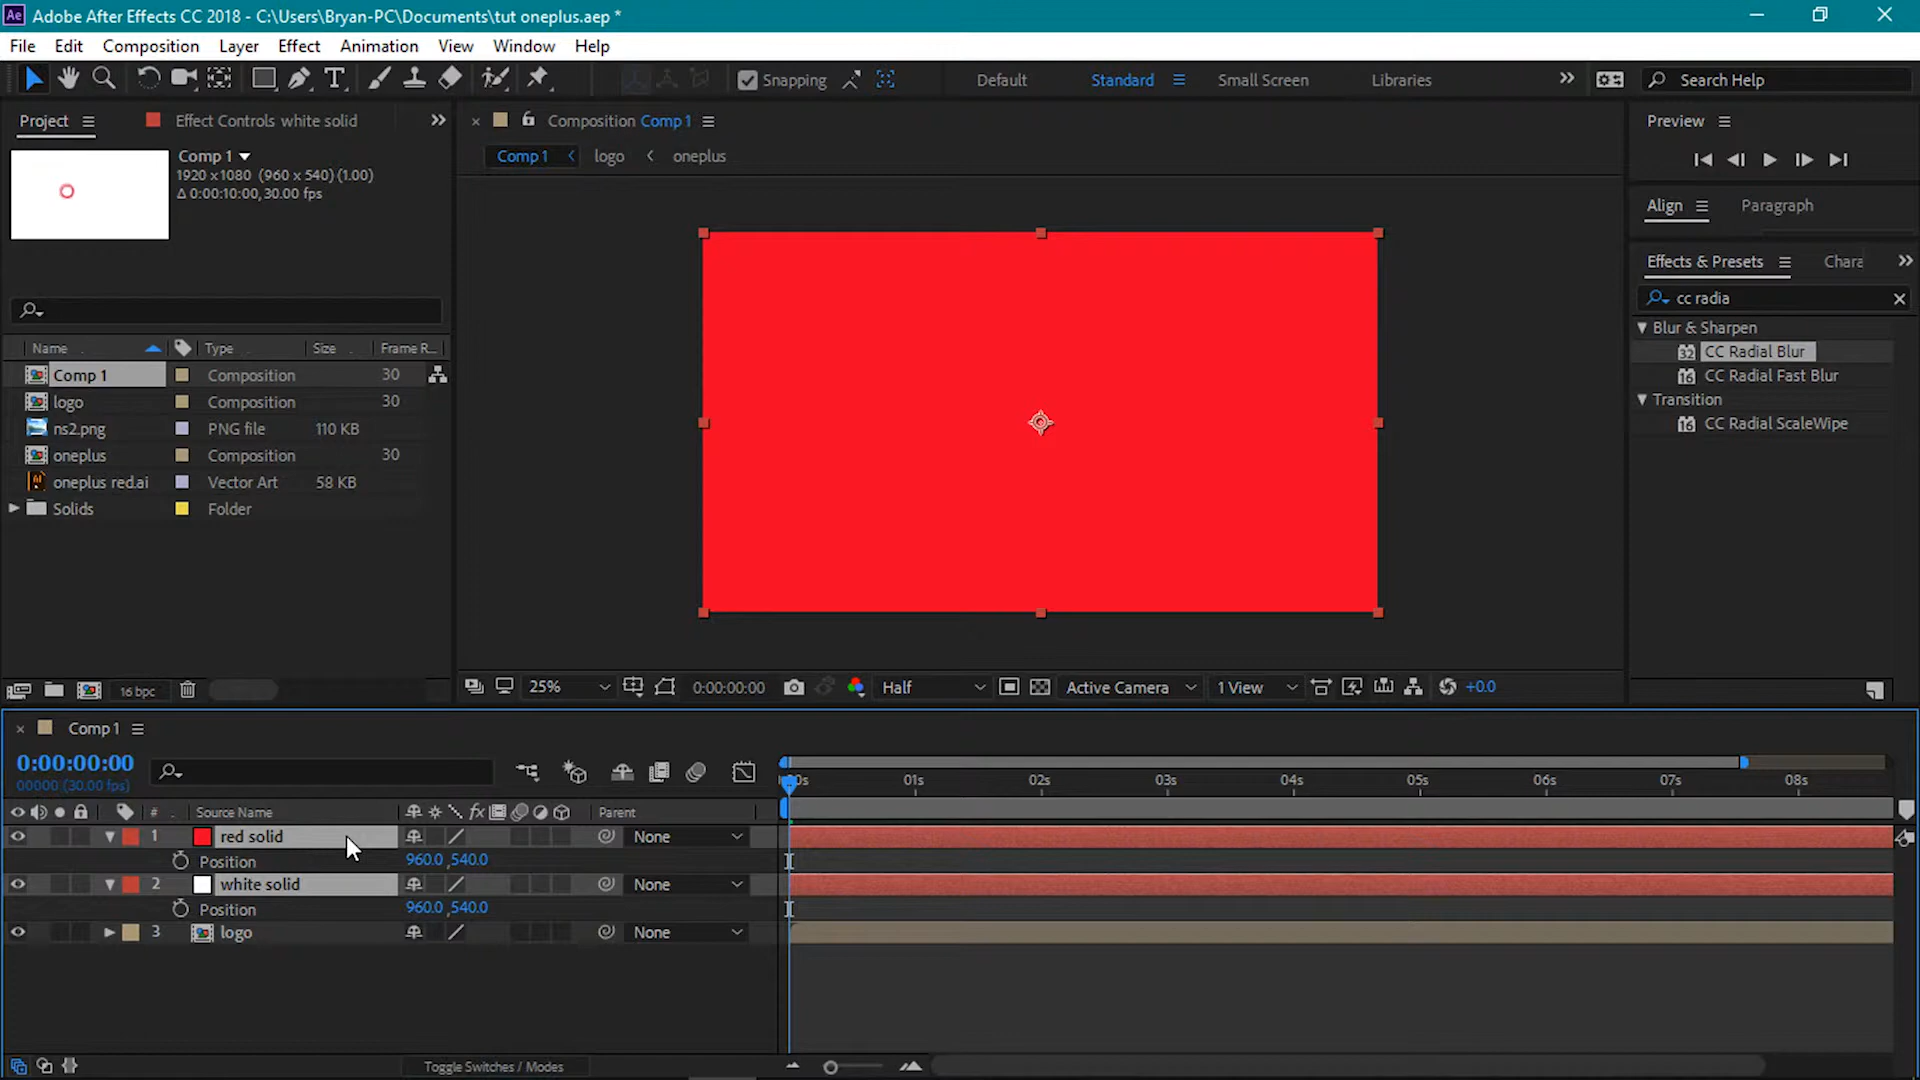 Adobe After Effects CC 2018 - C:\Users\Bryan-PC\Documents\tut oneplus.aep *
File Edit Composition Layer Effect Animation View Window Help
Snapping Default Standard Small Screen Libraries Search Help
Project Effect Controls white solid Composition Comp 1 Preview
Comp 1 logo oneplus
Comp 1
1920 x1080 (960 x 540) (1.00)
Δ 0:00:10:00, 30.00 fps
Align Paragraph
Effects & Presets Chara
cc radia
Blur & Sharpen
32 CC Radial Blur
16 CC Radial Fast Blur
Transition
16 CC Radial ScaleWipe
Name Type Size Frame R...
Comp 1 Composition 30
logo Composition 30
ns2.png PNG file 110 KB
oneplus Composition 30
oneplus red.ai Vector Art 58 KB
Solids Folder
16 bpc 25% 0:00:00:00 Half Active Camera 1 View +0.0
Comp 1
0:00:00:00
00000 (30.00 fps)
01s 02s 03s 04s 05s 06s 07s 08s
# Source Name fx Parent
1 red solid None
Position 960.0,540.0
2 white solid None
Position 960.0,540.0
3 logo None
Toggle Switches / Modes